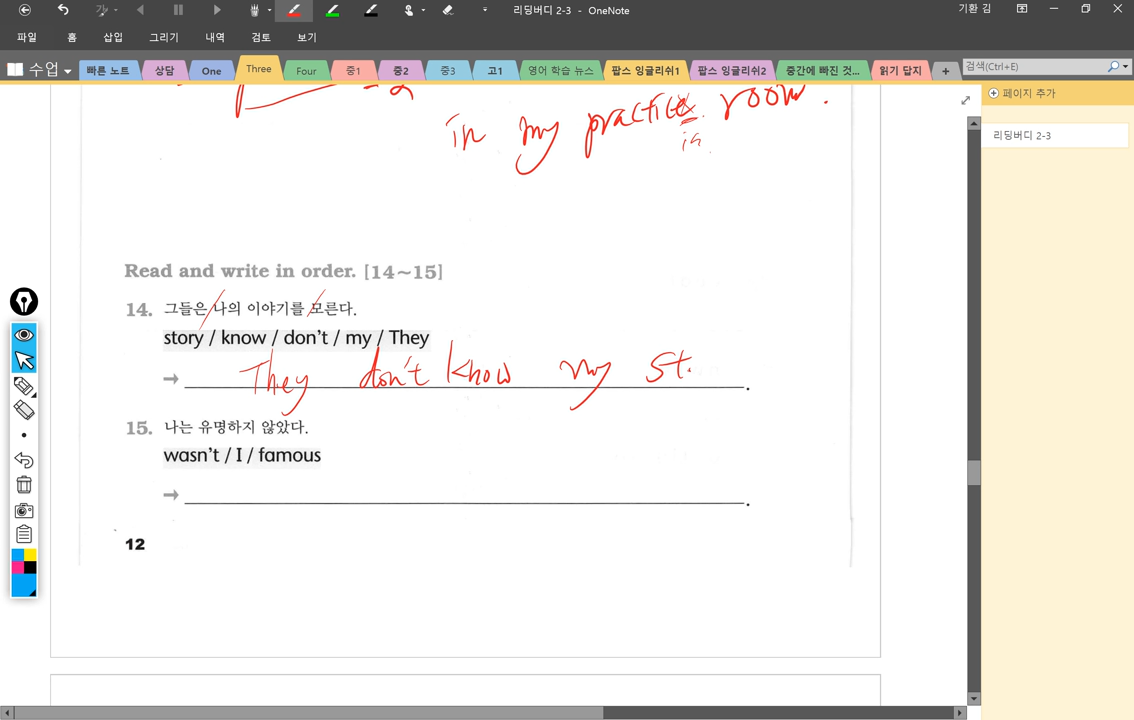 리딩버디 2-3 - OneNote
기환 김
파일 홈 삽입 그리기 내역 검토 보기
수업 빠른 노트 상담 One Three Four 중1 중2 중3 고1 영어 학습 뉴스 팝스 잉글리쉬1 팝스 잉글리쉬2 중간에 빠진 것... 읽기 답지 + 검색(Ctrl+E)
페이지 추가
리딩버디 2-3
in my practice room.
in
Read and write in order. [14~15]
14. 그들은 나의 이야기를 모른다.
story / know / don't / my / They
→ They don't know my st.
15. 나는 유명하지 않았다.
wasn't / I / famous
→ .
12